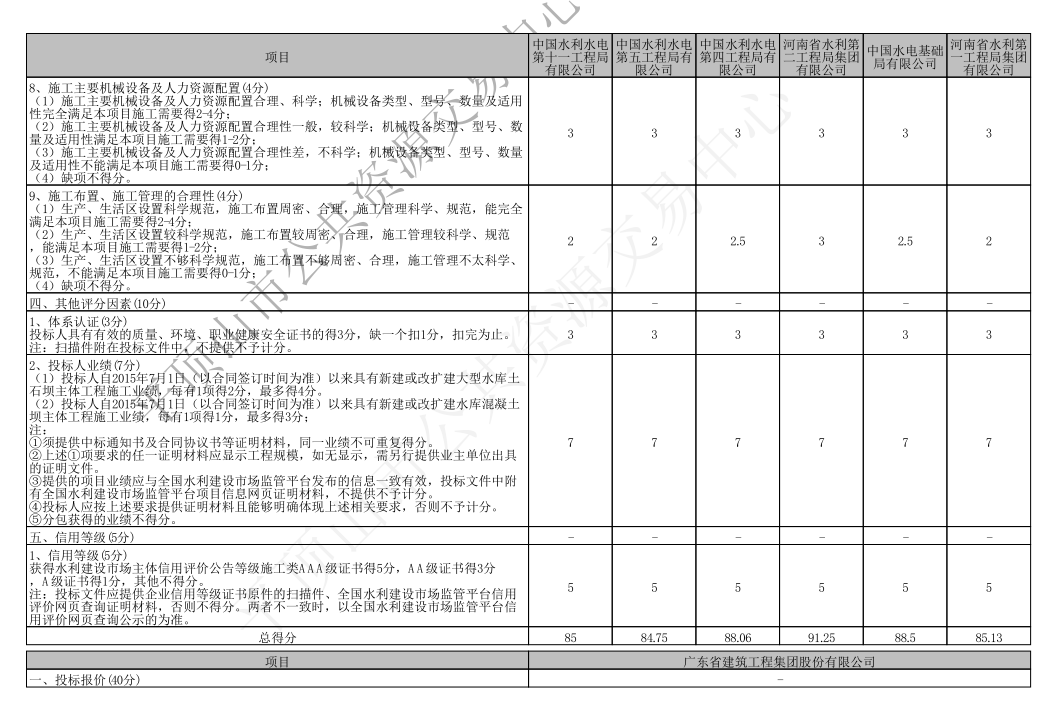 项目
中国水利水电
第十一工程局
有限公司
中国水利水电
第五工程局有
限公司
中国水利水电
第四工程局有
限公司
河南省水利第
二工程局集团
有限公司
中国水电基础
局有限公司
河南省水利第
一工程局集团
有限公司
8、施工主要机械设备及人力资源配置(4分)
（1）施工主要机械设备及人力资源配置合理、科学；机械设备类型、型号、数量及适用
性完全满足本项目施工需要得2-4分；
（2）施工主要机械设备及人力资源配置合理性一般，较科学；机械设备类型、型号、数
量及适用性满足本项目施工需要得1-2分；
（3）施工主要机械设备及人力资源配置合理性差，不科学；机械设备类型、型号、数量
及适用性不能满足本项目施工需要得0-1分；
（4）缺项不得分。
3 3 3 3 3 3
9、施工布置、施工管理的合理性(4分)
（1）生产、生活区设置科学规范，施工布置周密、合理，施工管理科学、规范，能完全
满足本项目施工需要得2-4分；
（2）生产、生活区设置较科学规范，施工布置较周密、合理，施工管理较科学、规范
，能满足本项目施工需要得1-2分；
（3）生产、生活区设置不够科学规范，施工布置不够周密、合理，施工管理不太科学、
规范，不能满足本项目施工需要得0-1分；
（4）缺项不得分。
2 2 2.5 3 2.5 2
四、其他评分因素(10分)
– – – – – –
1、体系认证(3分)
投标人具有有效的质量、环境、职业健康安全证书的得3分，缺一个扣1分，扣完为止。
注：扫描件附在投标文件中，不提供不予计分。
3 3 3 3 3 3
2、投标人业绩(7分)
（1）投标人自2015年7月1日（以合同签订时间为准）以来具有新建或改扩建大型水库土
石坝主体工程施工业绩，每有1项得2分，最多得4分。
（2）投标人自2015年7月1日（以合同签订时间为准）以来具有新建或改扩建水库混凝土
坝主体工程施工业绩，每有1项得1分，最多得3分；
注：
①须提供中标通知书及合同协议书等证明材料，同一业绩不可重复得分。
②上述①项要求的任一证明材料应显示工程规模，如无显示，需另行提供业主单位出具
的证明文件。
③提供的项目业绩应与全国水利建设市场监管平台发布的信息一致有效，投标文件中附
有全国水利建设市场监管平台项目信息网页证明材料，不提供不予计分。
④投标人应按上述要求提供证明材料且能够明确体现上述相关要求，否则不予计分。
⑤分包获得的业绩不得分。
7 7 7 7 7 7
五、信用等级(5分)
– – – – – –
1、信用等级(5分)
获得水利建设市场主体信用评价公告等级施工类AAA级证书得5分，AA级证书得3分
，A级证书得1分，其他不得分。
注：投标文件应提供企业信用等级证书原件的扫描件、全国水利建设市场监管平台信用
评价网页查询证明材料，否则不得分。两者不一致时，以全国水利建设市场监管平台信
用评价网页查询公示的为准。
5 5 5 5 5 5
总得分 85 84.75 88.06 91.25 88.5 85.13
项目 广东省建筑工程集团股份有限公司
一、投标报价(40分) –
平顶山市公共资源交易中心
平顶山市公共资源交易中心